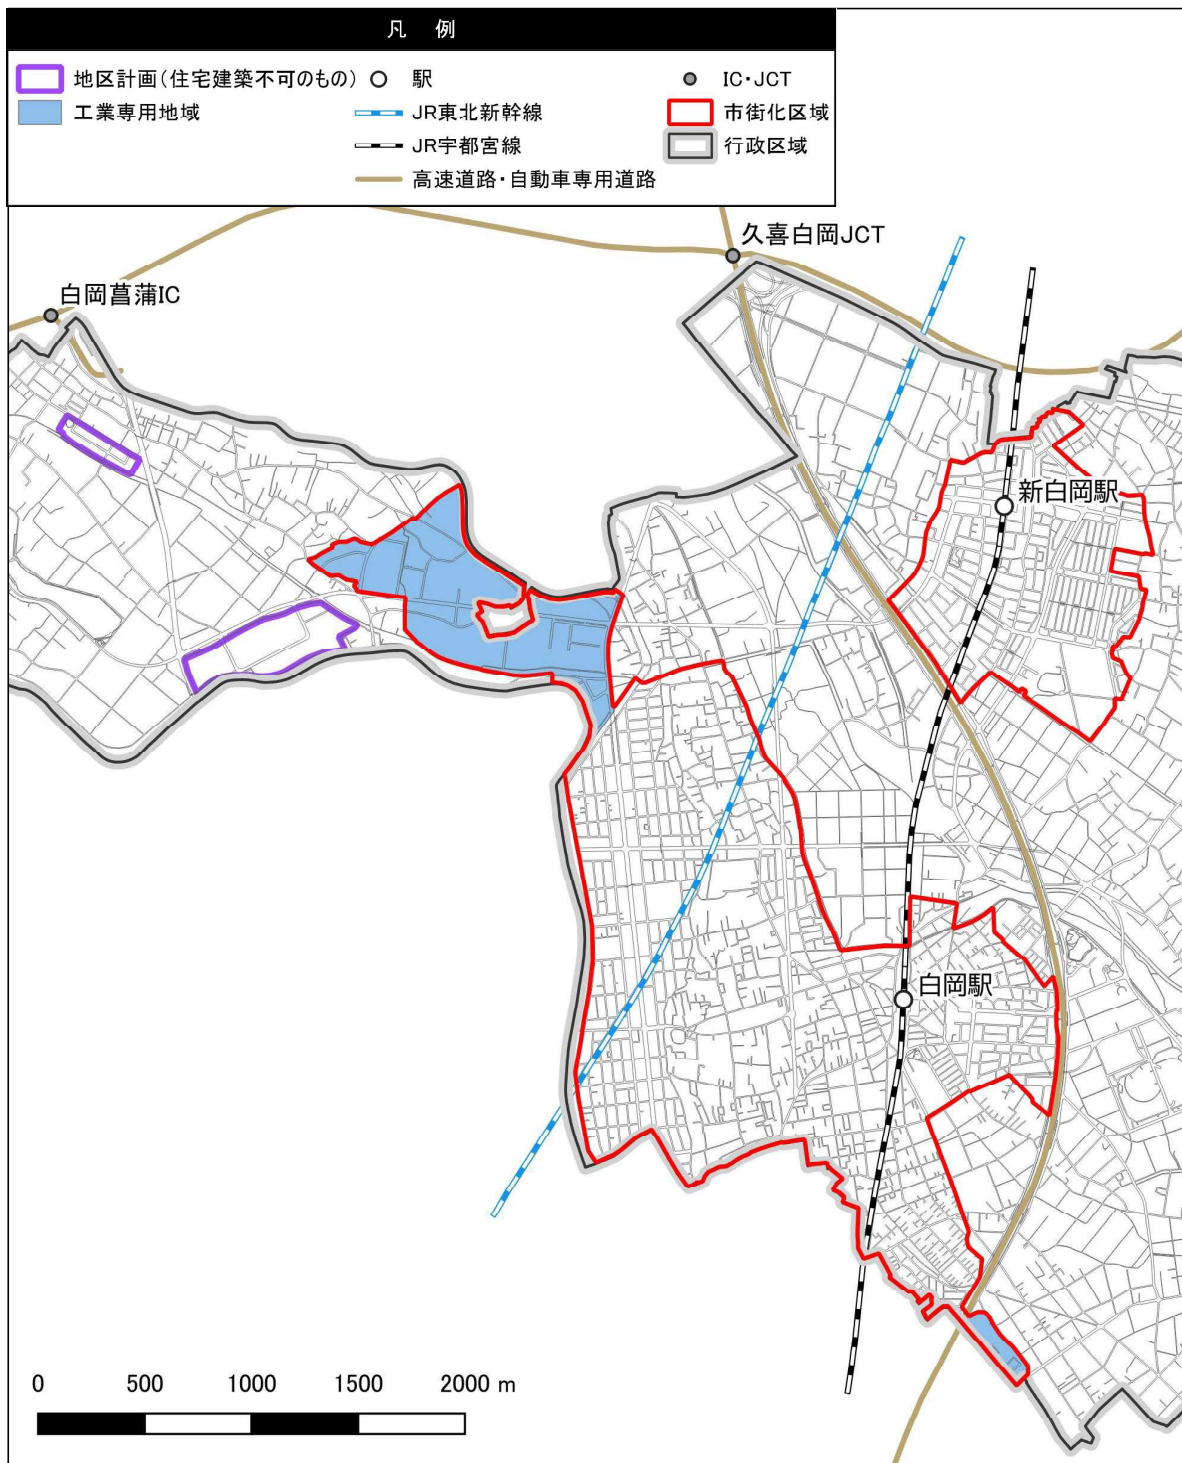 凡 例
地区計画（住宅建築不可のもの）
工業専用地域
駅
JR東北新幹線
JR宇都宮線
高速道路・自動車専用道路
IC・JCT
市街化区域
行政区域
久喜白岡JCT
白岡菖蒲IC
新白岡駅
白岡駅
0 500 1000 1500 2000 m